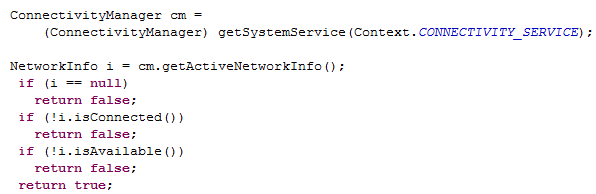 ConnectivityManager cm =
    (ConnectivityManager) getSystemService(Context.CONNECTIVITY_SERVICE);

NetworkInfo i = cm.getActiveNetworkInfo();
 if (i == null)
   return false;
 if (!i.isConnected())
   return false;
 if (!i.isAvailable())
   return false;
 return true;